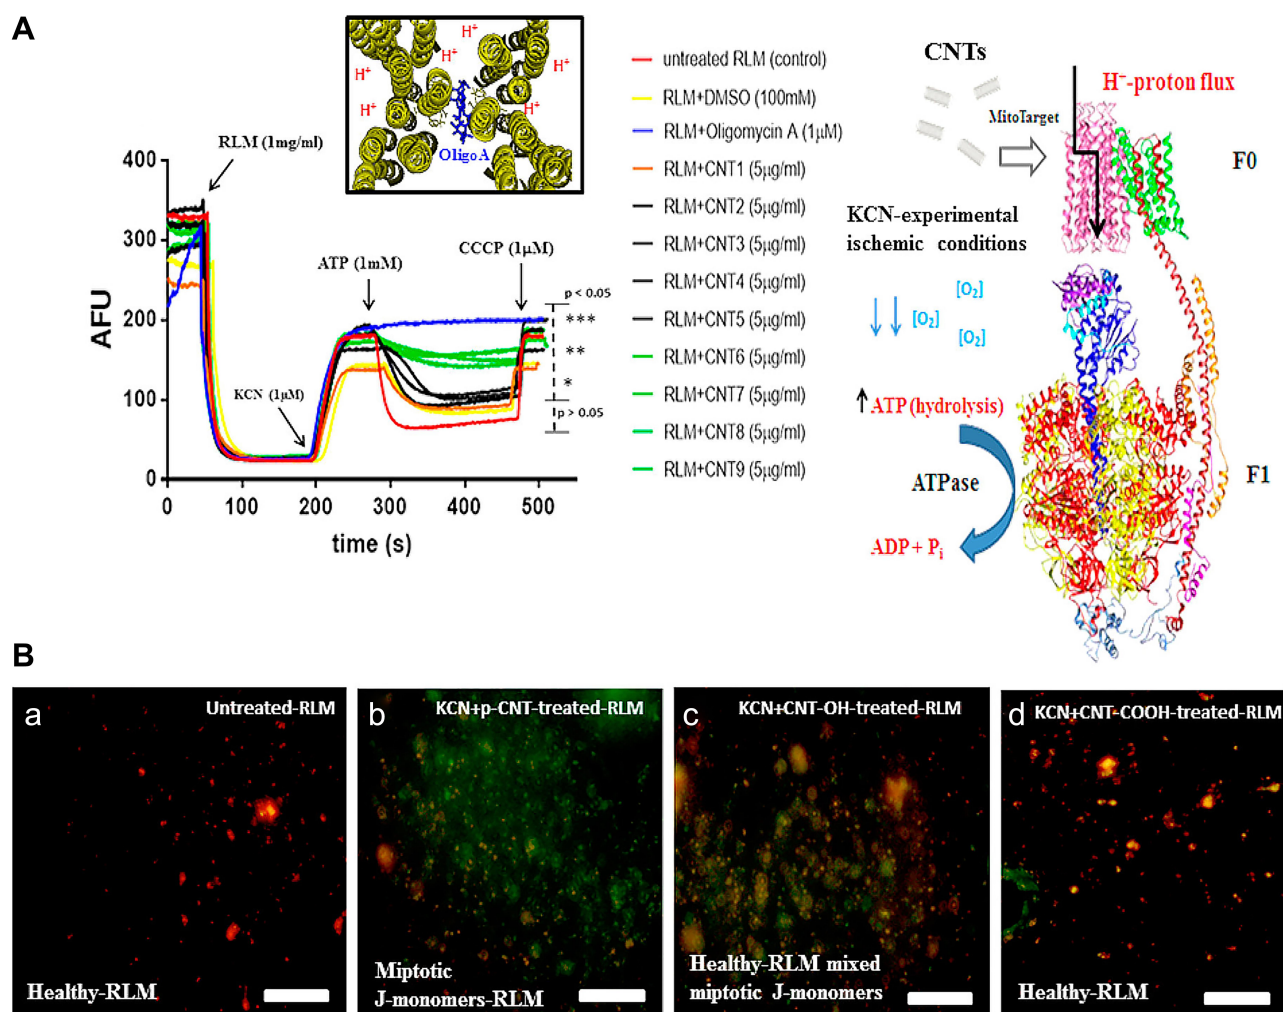 A
H+
H+
H+
H+
H+
H+
OligoA
RLM (1mg/ml)
ATP (1mM)
CCCP (1μM)
KCN (1μM)
p < 0.05
***
**
*
p > 0.05
AFU
400
300
200
100
0
0
100
200
300
400
500
time (s)
untreated RLM (control)
RLM+DMSO (100mM)
RLM+Oligomycin A (1μM)
RLM+CNT1 (5μg/ml)
RLM+CNT2 (5μg/ml)
RLM+CNT3 (5μg/ml)
RLM+CNT4 (5μg/ml)
RLM+CNT5 (5μg/ml)
RLM+CNT6 (5μg/ml)
RLM+CNT7 (5μg/ml)
RLM+CNT8 (5μg/ml)
RLM+CNT9 (5μg/ml)
CNTs
MitoTarget
H+-proton flux
F0
KCN-experimental
ischemic conditions
[O2]
[O2]
[O2]
ATP (hydrolysis)
ATPase
ADP + Pi
F1
B
a
Untreated-RLM
Healthy-RLM
b
KCN+p-CNT-treated-RLM
Miptotic
J-monomers-RLM
c
KCN+CNT-OH-treated-RLM
Healthy-RLM mixed
miptotic J-monomers
d
KCN+CNT-COOH-treated-RLM
Healthy-RLM